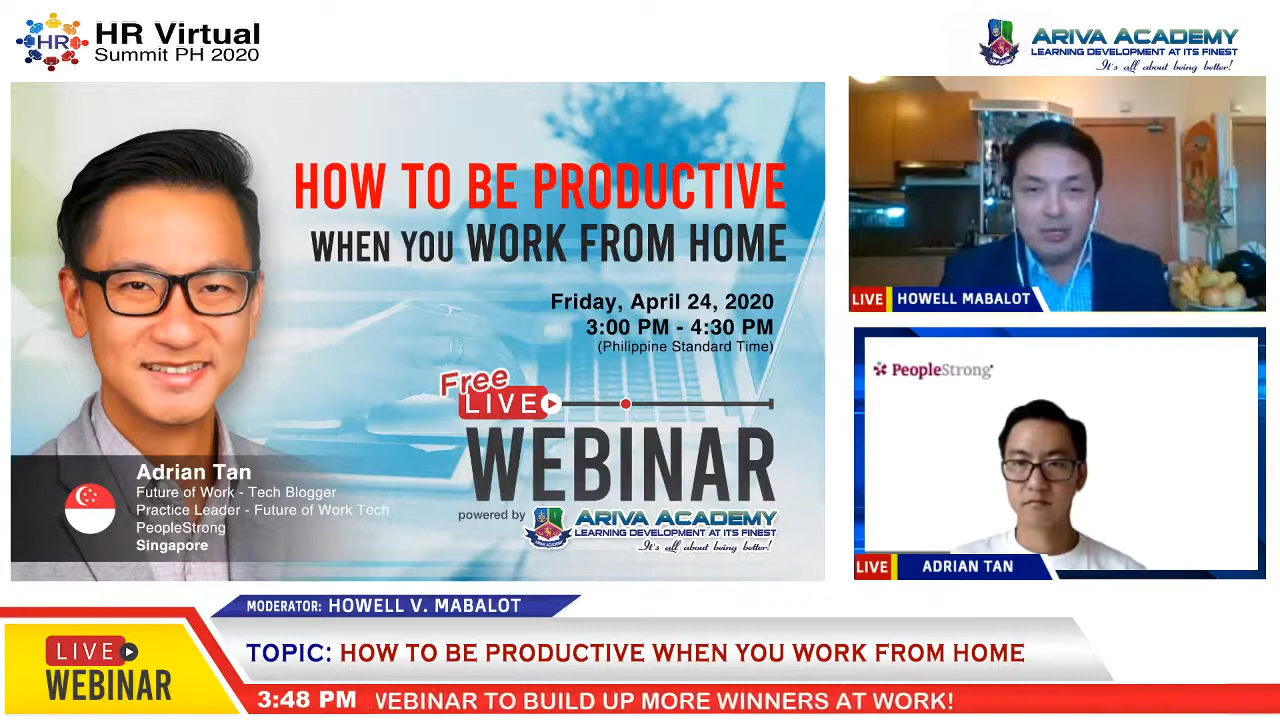 HR
HR Virtual
Summit PH 2020
ARIVA ACADEMY
LEARNING DEVELOPMENT AT ITS FINEST
It's all about being better!
HOW TO BE PRODUCTIVE
WHEN YOU WORK FROM HOME
Friday, April 24, 2020
3:00 PM - 4:30 PM
(Philippine Standard Time)
Free
LIVE
WEBINAR
powered by
ARIVA ACADEMY
LEARNING DEVELOPMENT AT ITS FINEST
It's all about being better!
Adrian Tan
Future of Work - Tech Blogger
Practice Leader - Future of Work Tech
PeopleStrong
Singapore
LIVE HOWELL MABALOT
PeopleStrong
LIVE ADRIAN TAN
MODERATOR: HOWELL V. MABALOT
LIVE
WEBINAR
TOPIC: HOW TO BE PRODUCTIVE WHEN YOU WORK FROM HOME
3:48 PM WEBINAR TO BUILD UP MORE WINNERS AT WORK!